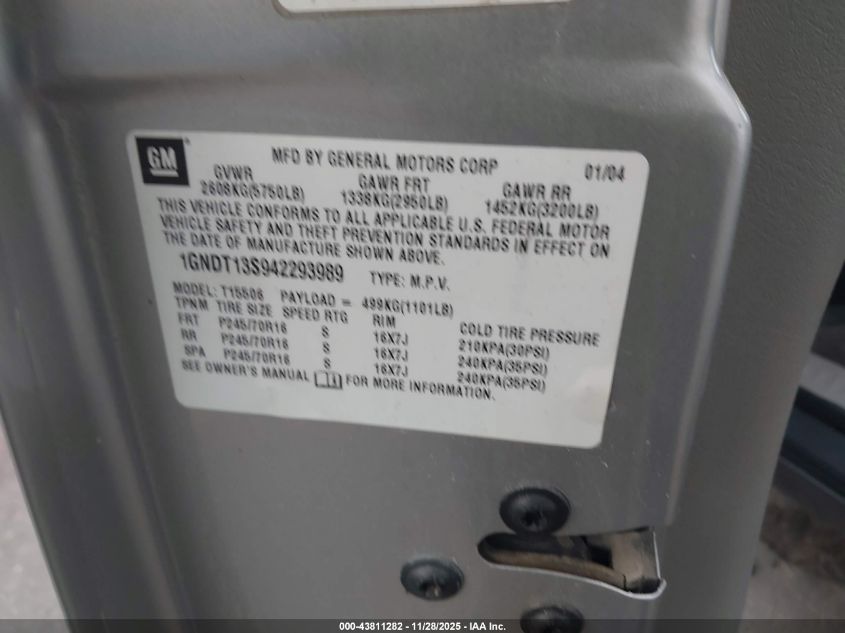 GM
MFD BY GENERAL MOTORS CORP 01/04
GVWR GAWR FRT GAWR RR
2608KG(5750LB) 1338KG(2950LB) 1452KG(3200LB)
THIS VEHICLE CONFORMS TO ALL APPLICABLE U.S. FEDERAL MOTOR
VEHICLE SAFETY AND THEFT PREVENTION STANDARDS IN EFFECT ON
THE DATE OF MANUFACTURE SHOWN ABOVE.
1GNDT13S942293989 TYPE: M.P.V.
MODEL: T15506 PAYLOAD = 499KG(1101LB)
TPNM TIRE SIZE SPEED RTG RIM COLD TIRE PRESSURE
FRT P245/70R16 S 16X7J 210KPA(30PSI)
RR P245/70R16 S 16X7J 240KPA(35PSI)
SPA P245/70R16 S 16X7J 240KPA(35PSI)
SEE OWNER'S MANUAL FOR MORE INFORMATION.
000-43811282 - 11/28/2025 - IAA Inc.